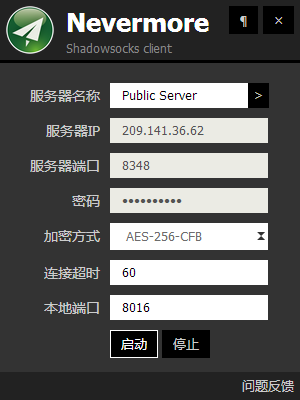 Nevermore
¶ ×
Shadowsocks client
服务器名称 Public Server >
服务器IP 209.141.36.62
服务器端口 8348
密码 ••••••••••
加密方式 AES-256-CFB
连接超时 60
本地端口 8016
启动 停止
问题反馈